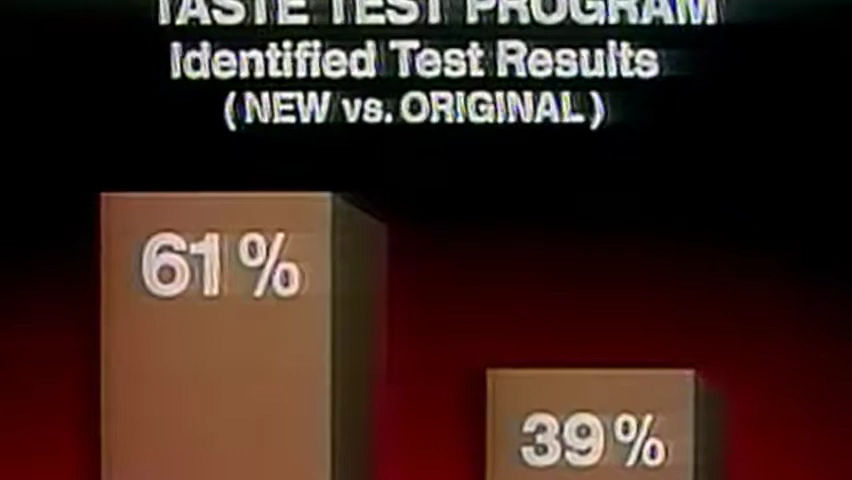 TASTE TEST PROGRAM
Identified Test Results
(NEW vs. ORIGINAL)
61%
39%